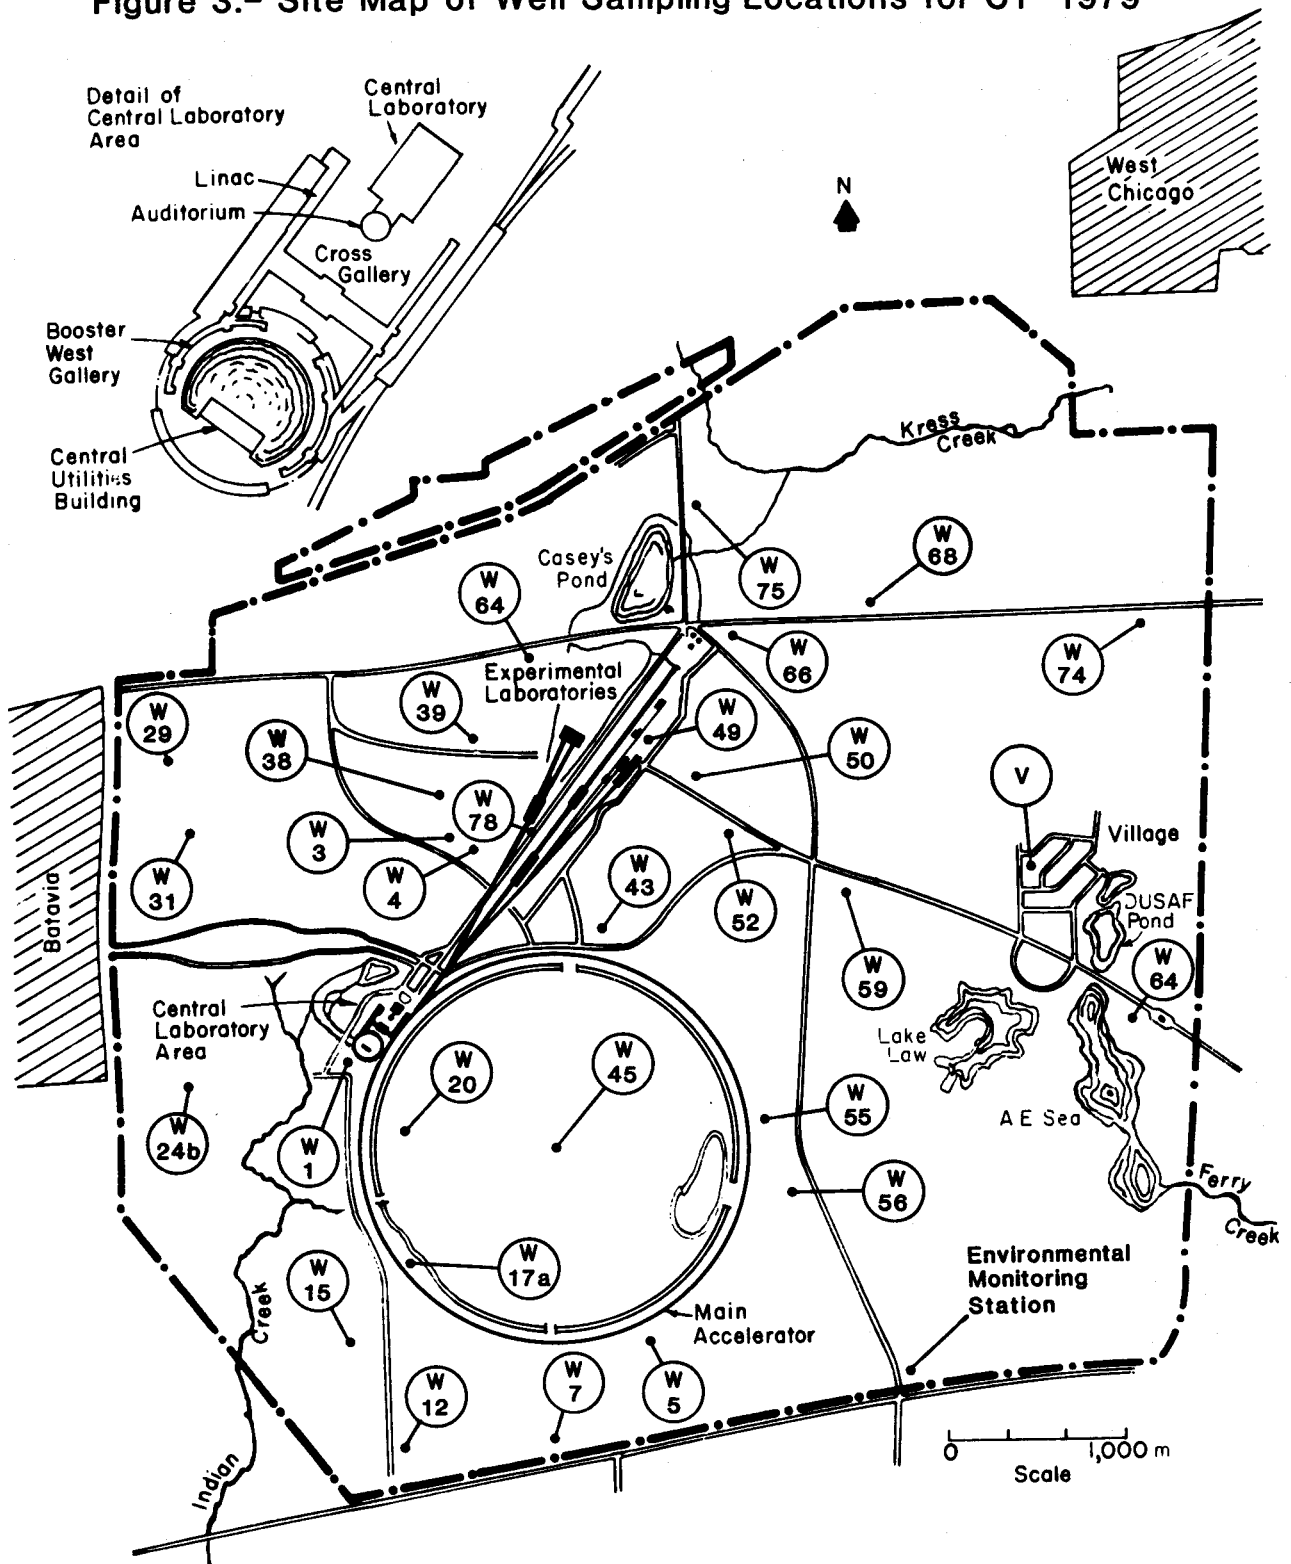 Figure 3.– Site Map of Well Sampling Locations for CY 1979
Detail of
Central Laboratory
Area
Central
Laboratory
Linac
Auditorium
Cross
Gallery
Booster
West
Gallery
Central
Utilities
Building
N
West
Chicago
Kress
Creek
Casey's
Pond
W
64
W
75
W
68
W
66
W
74
Experimental
Laboratories
W
29
W
39
W
49
W
38
W
50
W
78
V
W
3
Village
W
31
W
4
W
43
W
52
Batavia
DUSAF
Pond
W
59
W
64
Central
Laboratory
Area
Lake
Law
W
20
W
45
W
55
A E Sea
W
24b
W
1
W
56
Ferry
Creek
W
15
W
17a
Environmental
Monitoring
Station
Main
Accelerator
W
12
W
7
W
5
Indian
Creek
0
1,000 m
Scale